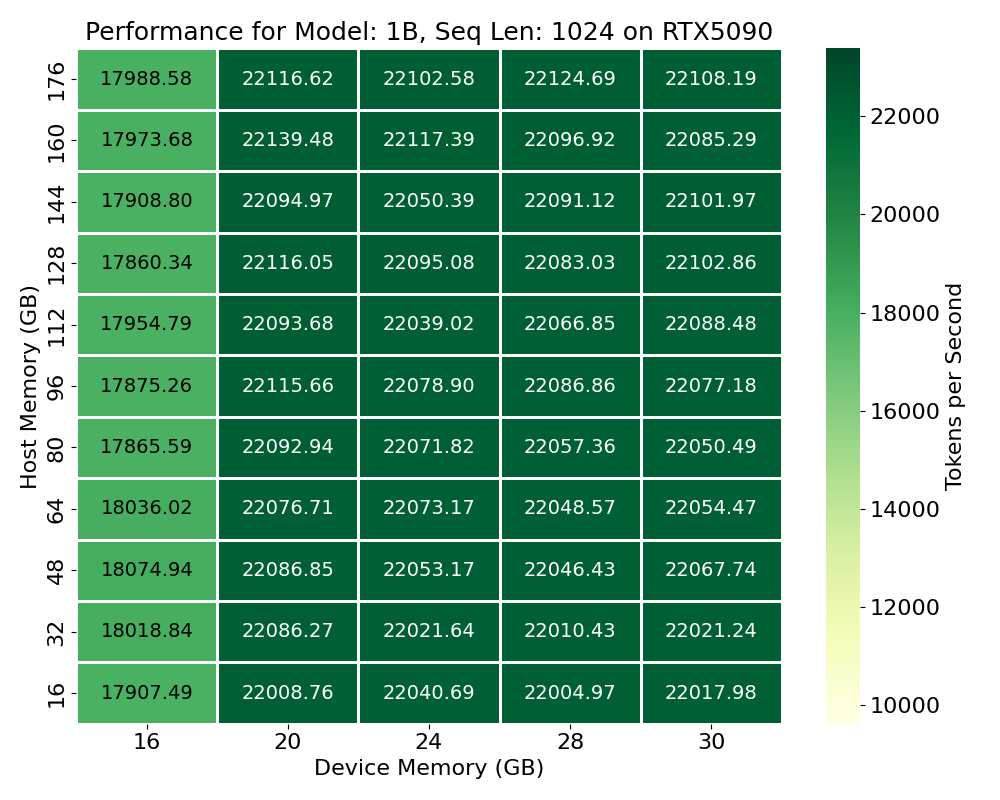 Performance for Model: 1B, Seq Len: 1024 on RTX5090
176 17988.58 22116.62 22102.58 22124.69 22108.19
160 17973.68 22139.48 22117.39 22096.92 22085.29
144 17908.80 22094.97 22050.39 22091.12 22101.97
128 17860.34 22116.05 22095.08 22083.03 22102.86
112 17954.79 22093.68 22039.02 22066.85 22088.48
96 17875.26 22115.66 22078.90 22086.86 22077.18
80 17865.59 22092.94 22071.82 22057.36 22050.49
64 18036.02 22076.71 22073.17 22048.57 22054.47
48 18074.94 22086.85 22053.17 22046.43 22067.74
32 18018.84 22086.27 22021.64 22010.43 22021.24
16 17907.49 22008.76 22040.69 22004.97 22017.98
16 20 24 28 30
Device Memory (GB)
Host Memory (GB)
22000
20000
18000
16000
14000
12000
10000
Tokens per Second